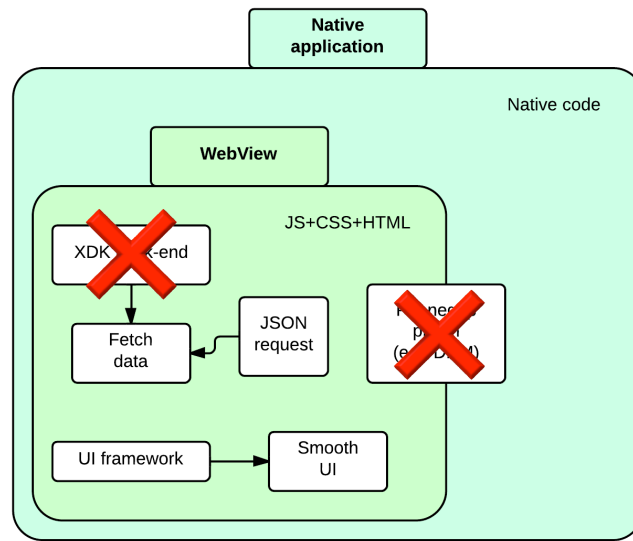 Native
application
Native code
WebView
JS+CSS+HTML
XDK
-end
Fetch
data
JSON
request
UI framework
Smooth
UI